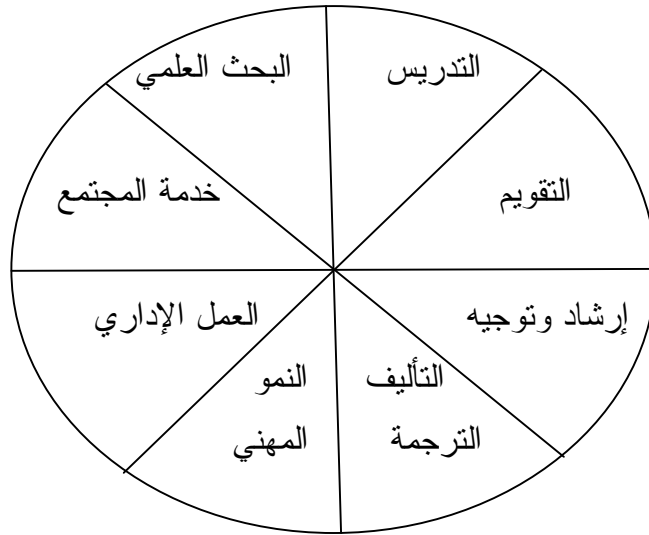 التدريس
البحث العلمي
التقويم
خدمة المجتمع
إرشاد وتوجيه
العمل الإداري
التأليف
الترجمة
النمو
المهني